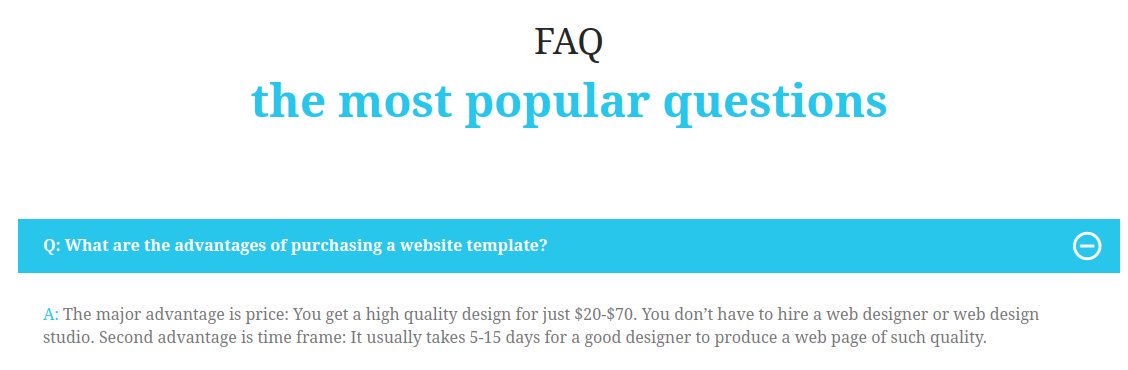 FAQ
the most popular questions
Q: What are the advantages of purchasing a website template?
A: The major advantage is price: You get a high quality design for just $20-$70. You don’t have to hire a web designer or web design
studio. Second advantage is time frame: It usually takes 5-15 days for a good designer to produce a web page of such quality.